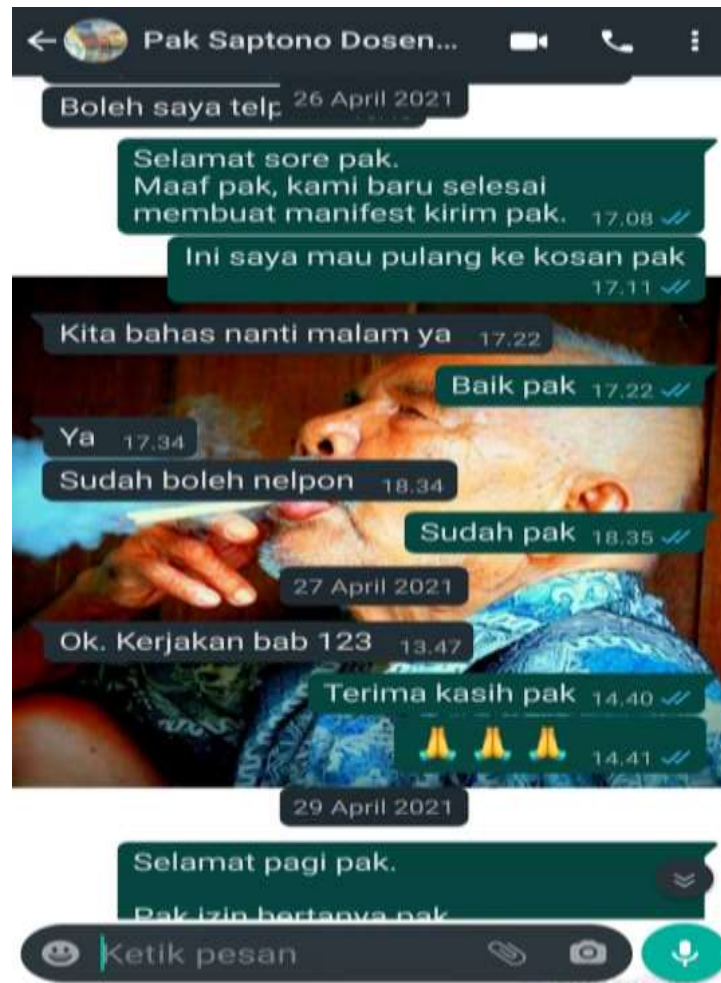 Pak Saptono Dosen...
26 April 2021
Boleh saya telp
Selamat sore pak.
Maaf pak, kami baru selesai
membuat manifest kirim pak. 17.08
Ini saya mau pulang ke kosan pak
17.11
Kita bahas nanti malam ya 17.22
Baik pak 17.22
Ya 17.34
Sudah boleh nelpon 18.34
Sudah pak 18.35
27 April 2021
Ok. Kerjakan bab 123 13.47
Terima kasih pak 14.40
🙏 🙏 🙏 14.41
29 April 2021
Selamat pagi pak.
Pak izin bertanya pak
Ketik pesan